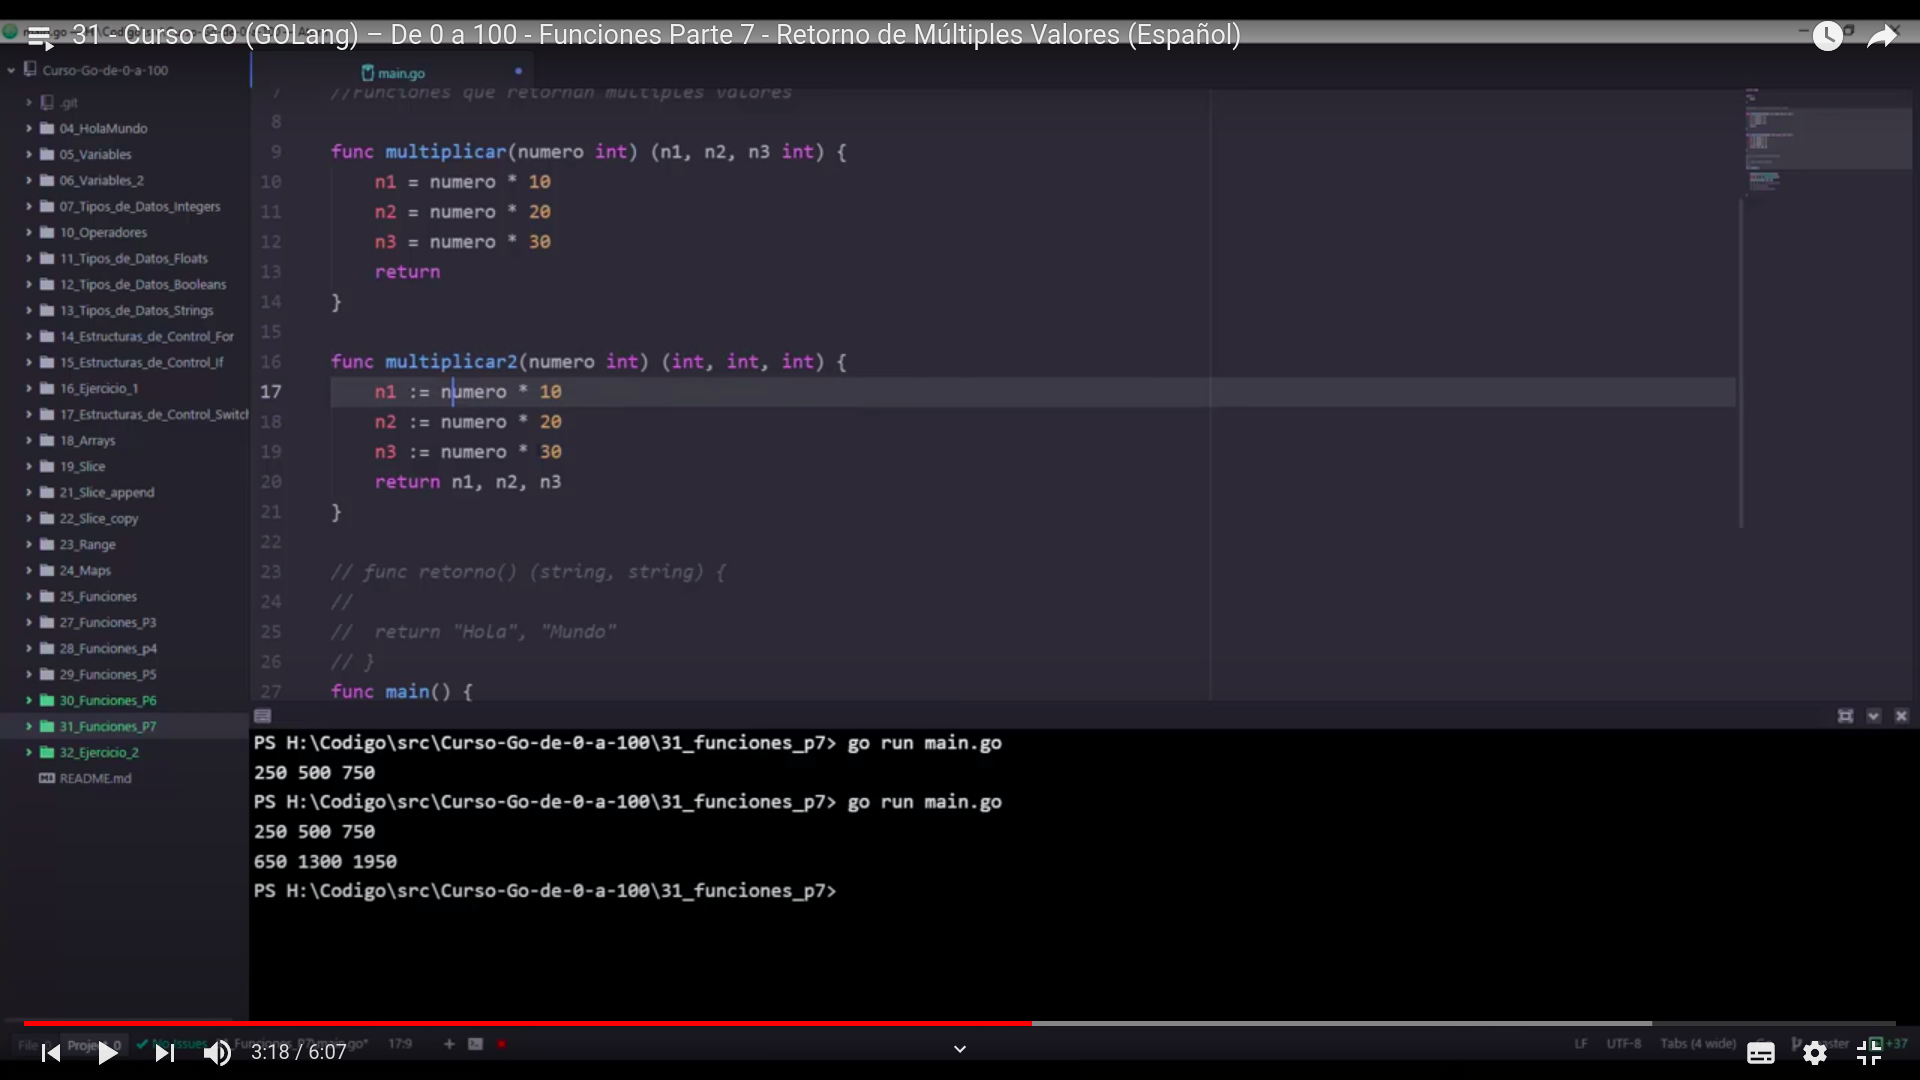 31 - Curso GO (GOLang) – De 0 a 100 - Funciones Parte 7 - Retorno de Múltiples Valores (Español)
Curso-Go-de-0-a-100
.git
04_HolaMundo
05_Variables
06_Variables_2
07_Tipos_de_Datos_Integers
10_Operadores
11_Tipos_de_Datos_Floats
12_Tipos_de_Datos_Booleans
13_Tipos_de_Datos_Strings
14_Estructuras_de_Control_For
15_Estructuras_de_Control_If
16_Ejercicio_1
17_Estructuras_de_Control_Switch
18_Arrays
19_Slice
21_Slice_append
22_Slice_copy
23_Range
24_Maps
25_Funciones
27_Funciones_P3
28_Funciones_p4
29_Funciones_P5
30_Funciones_P6
31_Funciones_P7
32_Ejercicio_2
README.md
main.go
7 //Funciones que retornan multiples valores
8
9 func multiplicar(numero int) (n1, n2, n3 int) {
10 n1 = numero * 10
11 n2 = numero * 20
12 n3 = numero * 30
13 return
14 }
15
16 func multiplicar2(numero int) (int, int, int) {
17 n1 := numero * 10
18 n2 := numero * 20
19 n3 := numero * 30
20 return n1, n2, n3
21 }
22
23 // func retorno() (string, string) {
24 //
25 // return "Hola", "Mundo"
26 // }
27 func main() {
PS H:\Codigo\src\Curso-Go-de-0-a-100\31_funciones_p7> go run main.go
250 500 750
PS H:\Codigo\src\Curso-Go-de-0-a-100\31_funciones_p7> go run main.go
250 500 750
650 1300 1950
PS H:\Codigo\src\Curso-Go-de-0-a-100\31_funciones_p7>
File Project 0 No Issues 17:9 + LF UTF-8 Tabs (4 wide) +37
3:18 / 6:07